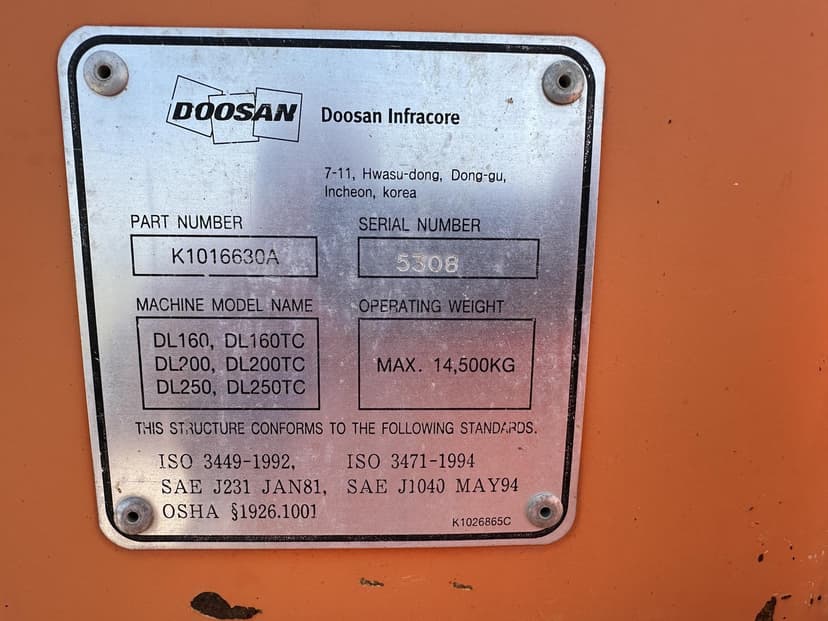 DOOSAN Doosan Infracore
7-11, Hwasu-dong, Dong-gu,
Incheon, korea
PART NUMBER
K1016630A
SERIAL NUMBER
5308
MACHINE MODEL NAME
DL160, DL160TC
DL200, DL200TC
DL250, DL250TC
OPERATING WEIGHT
MAX. 14,500KG
THIS STRUCTURE CONFORMS TO THE FOLLOWING STANDARDS.
ISO 3449-1992, ISO 3471-1994
SAE J231 JAN81, SAE J1040 MAY94
OSHA §1926.1001
K1026865C